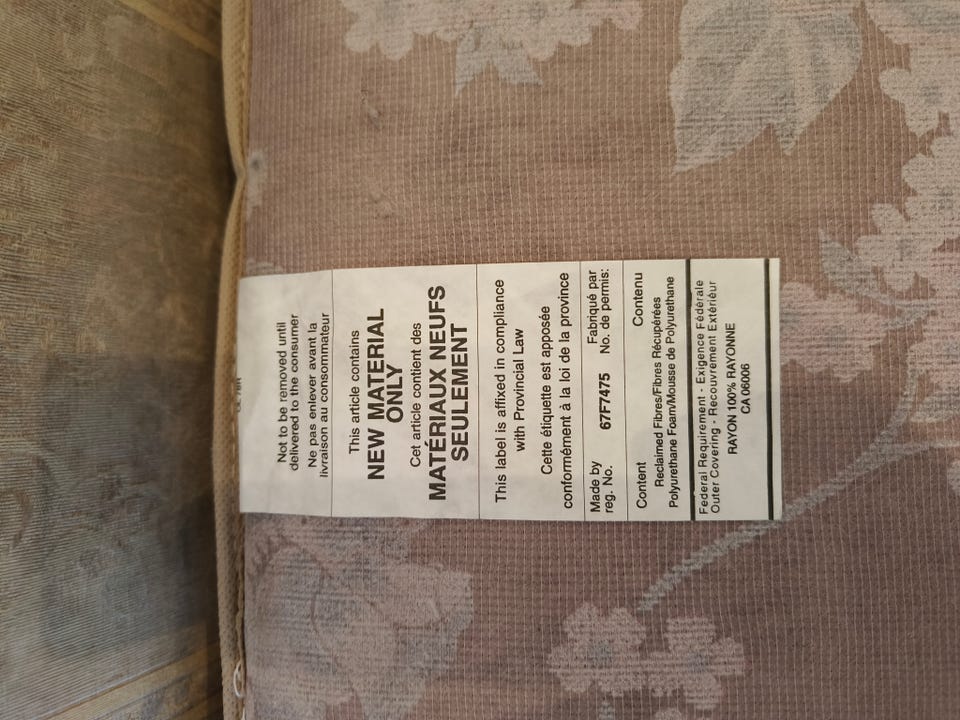 Not to be removed until
delivered to the consumer
Ne pas enlever avant la
livraison au consommateur
This article contains
NEW MATERIAL
ONLY
Cet article contient des
MATÉRIAUX NEUFS
SEULEMENT
This label is affixed in compliance
with Provincial Law
Cette étiquette est apposée
conformément à la loi de la province
Made by Fabriqué par
reg. No. 67F7475 No. de permis:
Content Contenu
Reclaimed Fibres/Fibres Récupérées
Polyurethane Foam/Mousse de Polyurethane
Federal Requirement - Exigence Fédérale
Outer Covering - Recouvrement Extérieur
RAYON 100% RAYONNE
CA 06006